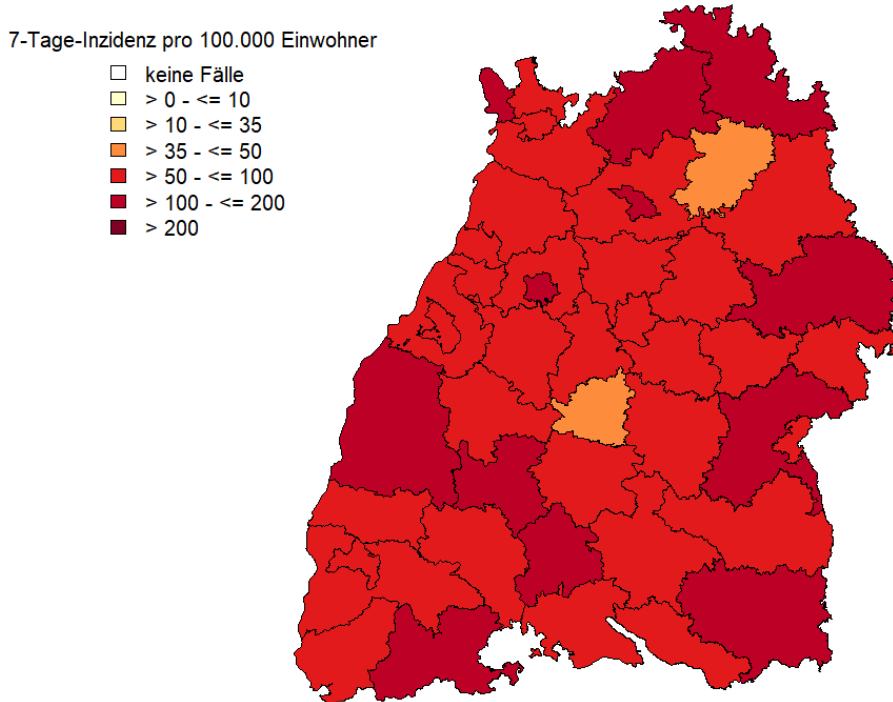 7-Tage-Inzidenz pro 100.000 Einwohner
keine Fälle
> 0 - <= 10
> 10 - <= 35
> 35 - <= 50
> 50 - <= 100
> 100 - <= 200
> 200